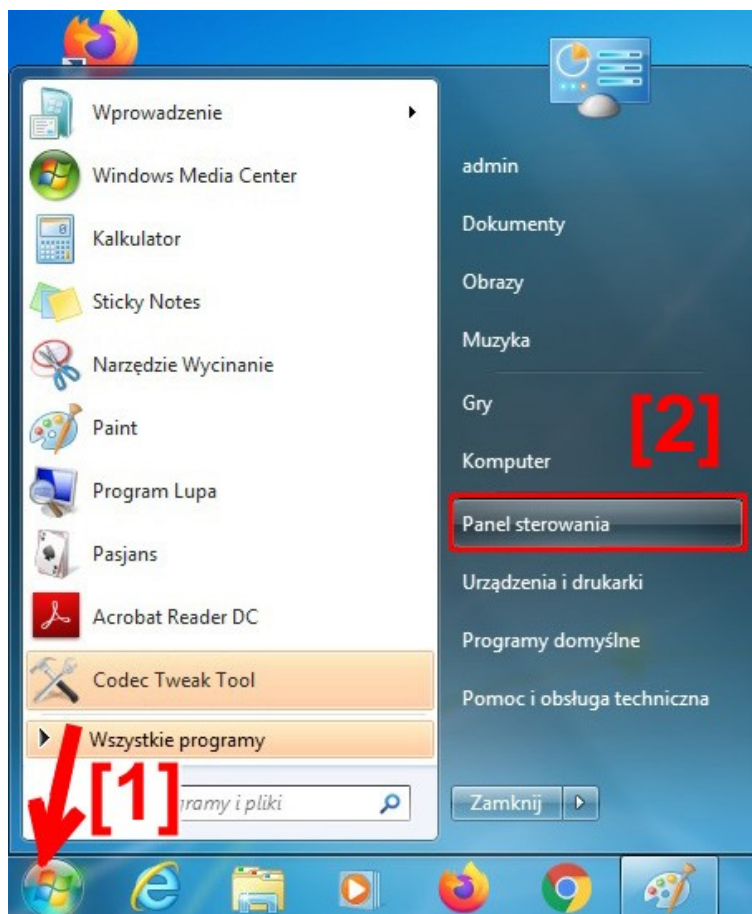 Wprowadzenie
Windows Media Center
Kalkulator
Sticky Notes
Narzędzie Wycinanie
Paint
Program Lupa
Pasjans
Acrobat Reader DC
Codec Tweak Tool
Wszystkie programy
[1]
i pliki
admin
Dokumenty
Obrazy
Muzyka
Gry
[2]
Komputer
Panel sterowania
Urządzenia i drukarki
Programy domyślne
Pomoc i obsługa techniczna
Zamknij